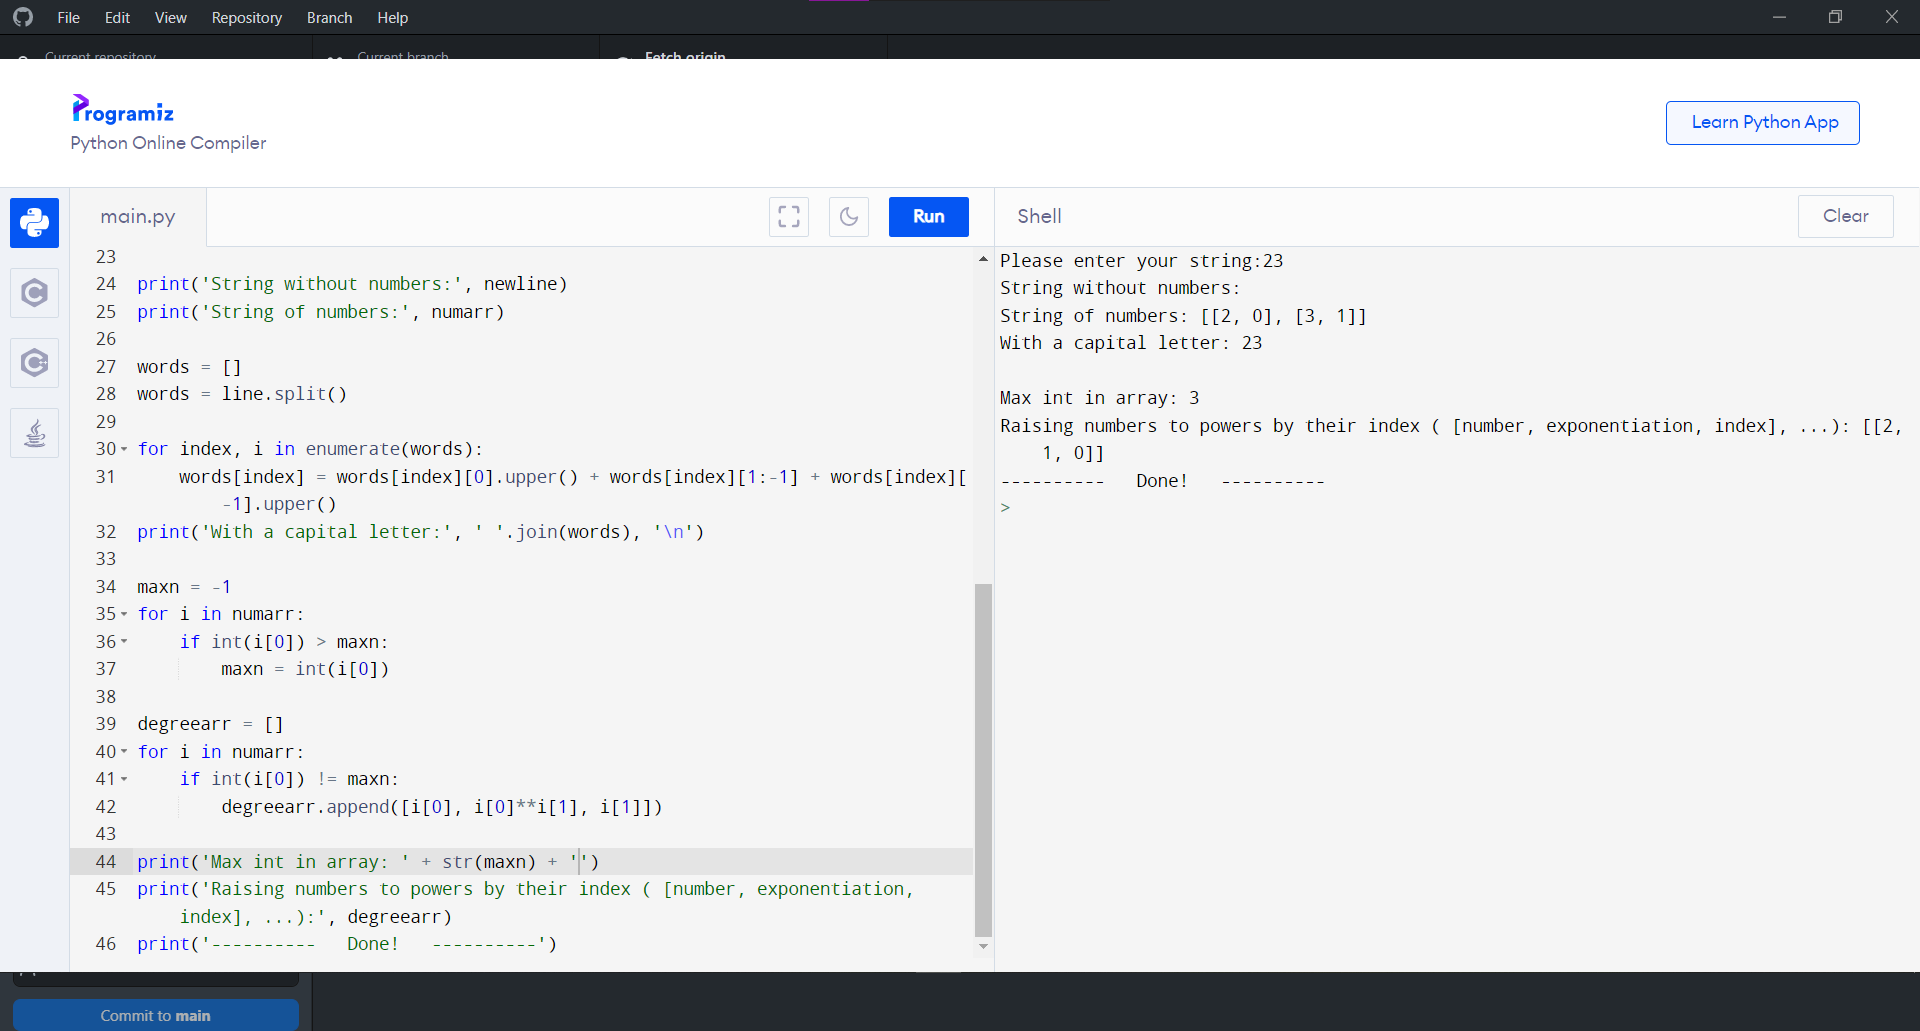 File Edit View Repository Branch Help
Current repository Current branch Fetch origin
Programiz
Python Online Compiler
Learn Python App
main.py
Run
Shell
Clear
23
24 print('String without numbers:', newline)
25 print('String of numbers:', numarr)
26
27 words = []
28 words = line.split()
29
30 for index, i in enumerate(words):
31 words[index] = words[index][0].upper() + words[index][1:-1] + words[index][
-1].upper()
32 print('With a capital letter:', ' '.join(words), '\n')
33
34 maxn = -1
35 for i in numarr:
36 if int(i[0]) > maxn:
37 maxn = int(i[0])
38
39 degreearr = []
40 for i in numarr:
41 if int(i[0]) != maxn:
42 degreearr.append([i[0], i[0]**i[1], i[1]])
43
44 print('Max int in array: ' + str(maxn) + '')
45 print('Raising numbers to powers by their index ( [number, exponentiation,
index], ...):', degreearr)
46 print('----------   Done!   ----------')
Please enter your string:23
String without numbers:
String of numbers: [[2, 0], [3, 1]]
With a capital letter: 23
Max int in array: 3
Raising numbers to powers by their index ( [number, exponentiation, index], ...): [[2,
1, 0]]
----------   Done!   ----------
>
Commit to main